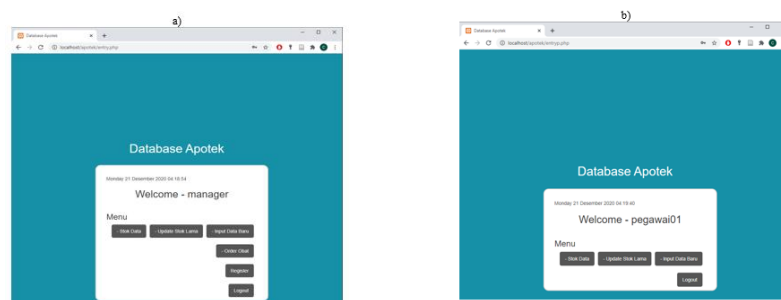 a)
Database Apotek
localhost/apotek/entry.php
Database Apotek
Monday 21 Desember 2020 04:18:54
Welcome - manager
Menu
- Stok Data - Update Stok Lama - Input Data Baru
- Order Obat
Register
Logout
b)
Database Apotek
localhost/apotek/entryp.php
Database Apotek
Monday 21 Desember 2020 04:19:40
Welcome - pegawai01
Menu
- Stok Data - Update Stok Lama - Input Data Baru
Logout